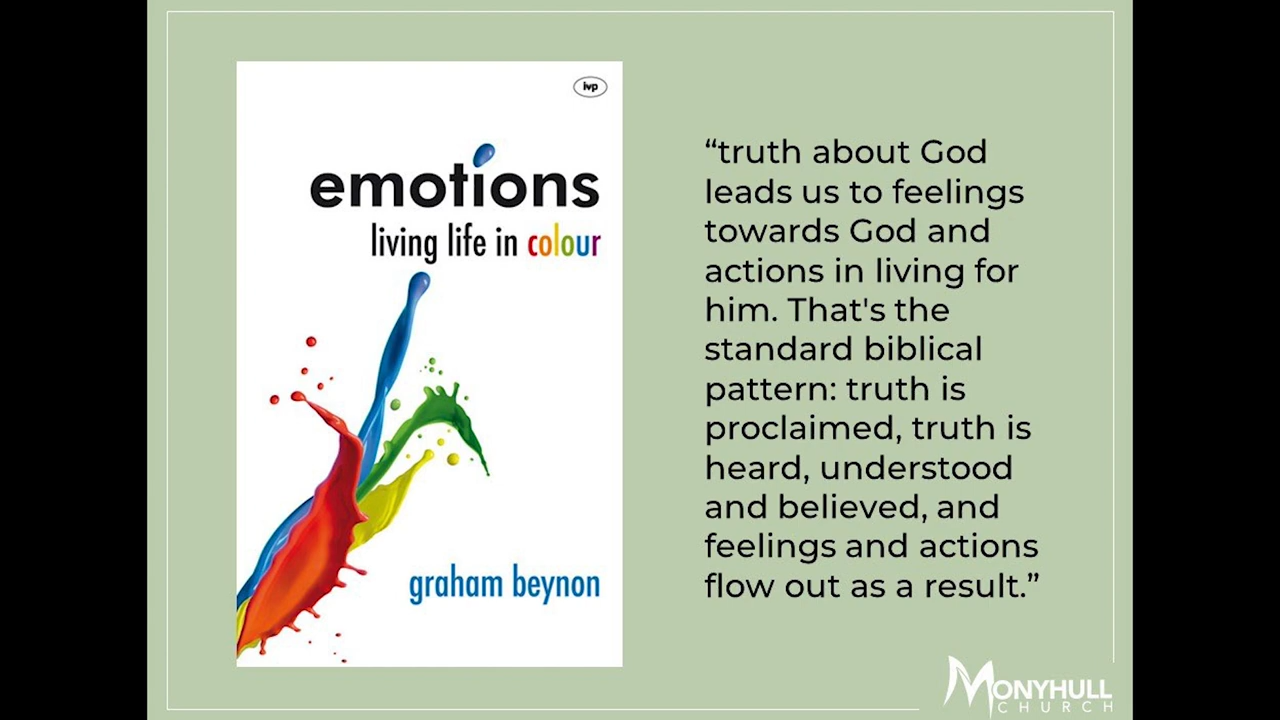 ivp
emotions
living life in colour
graham beynon
“truth about God
leads us to feelings
towards God and
actions in living for
him. That's the
standard biblical
pattern: truth is
proclaimed, truth is
heard, understood
and believed, and
feelings and actions
flow out as a result.”
MONYHULL
CHURCH